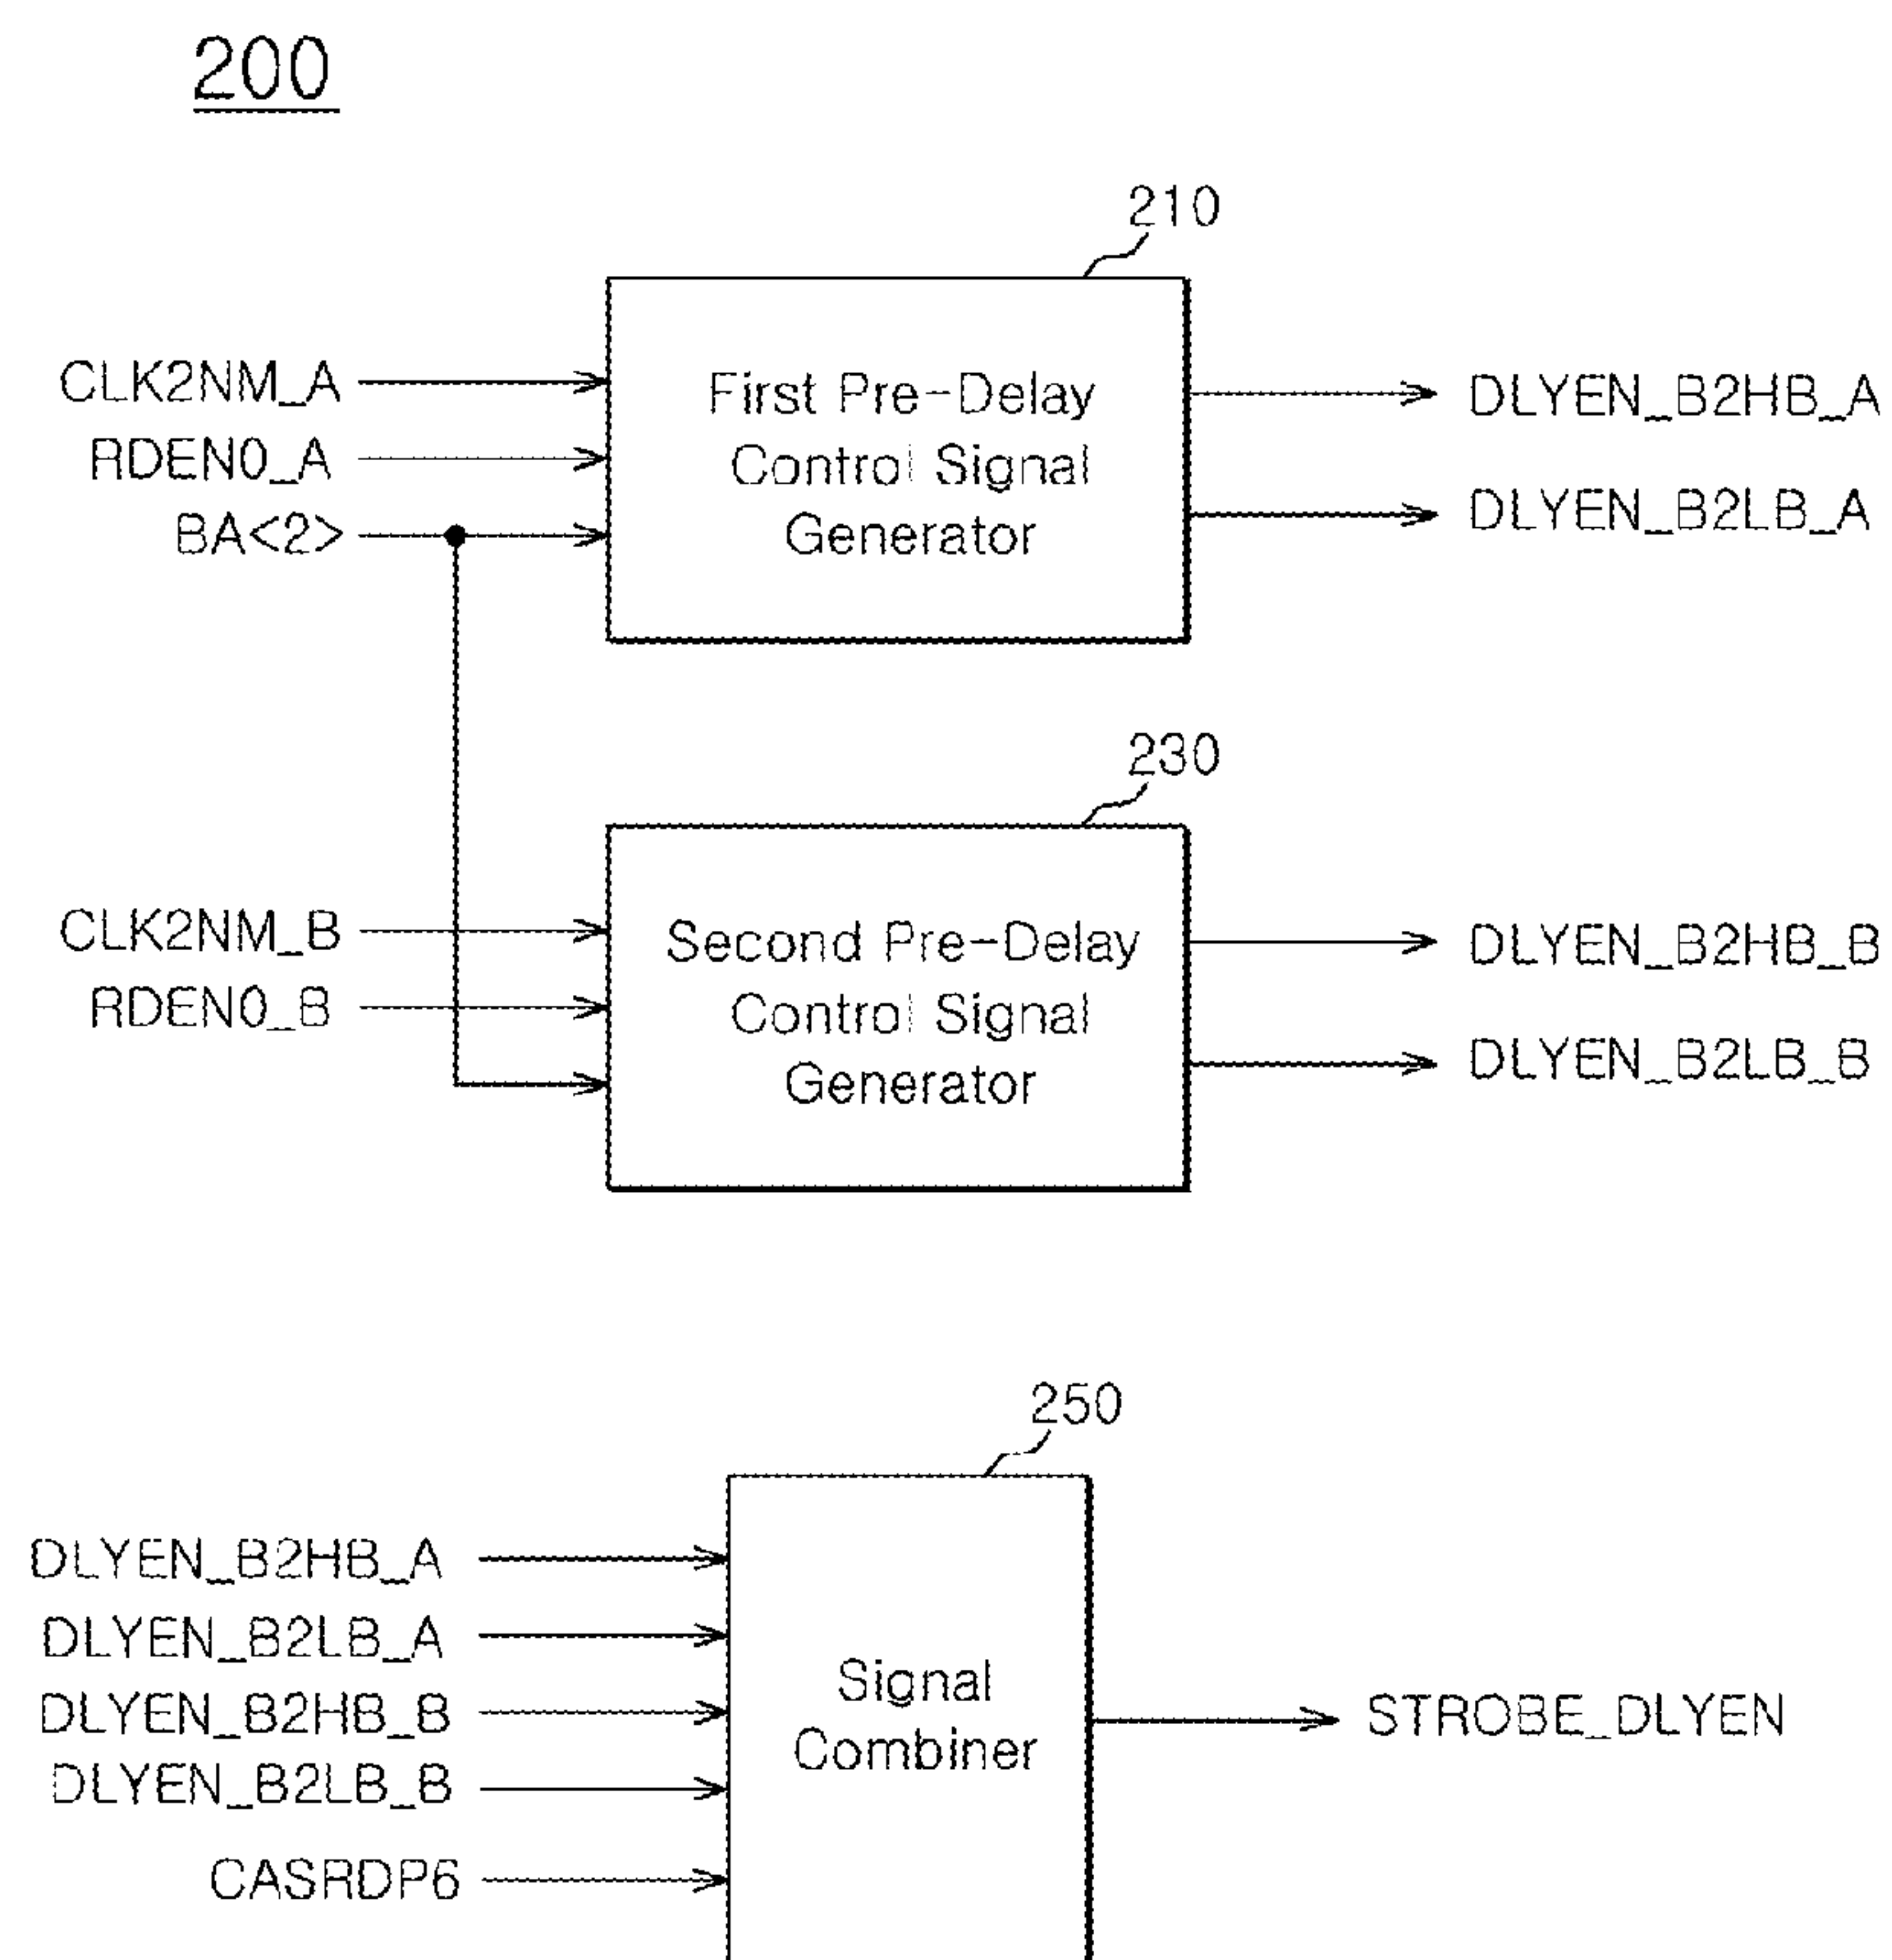 200
210
CLK2NM_A
RDEN0_A
BA<2>
First Pre-Delay
Control Signal
Generator
DLYEN_B2HB_A
DLYEN_B2LB_A
230
CLK2NM_B
RDEN0_B
Second Pre-Delay
Control Signal
Generator
DLYEN_B2HB_B
DLYEN_B2LB_B
250
DLYEN_B2HB_A
DLYEN_B2LB_A
DLYEN_B2HB_B
DLYEN_B2LB_B
CASRDP6
Signal
Combiner
STROBE_DLYEN